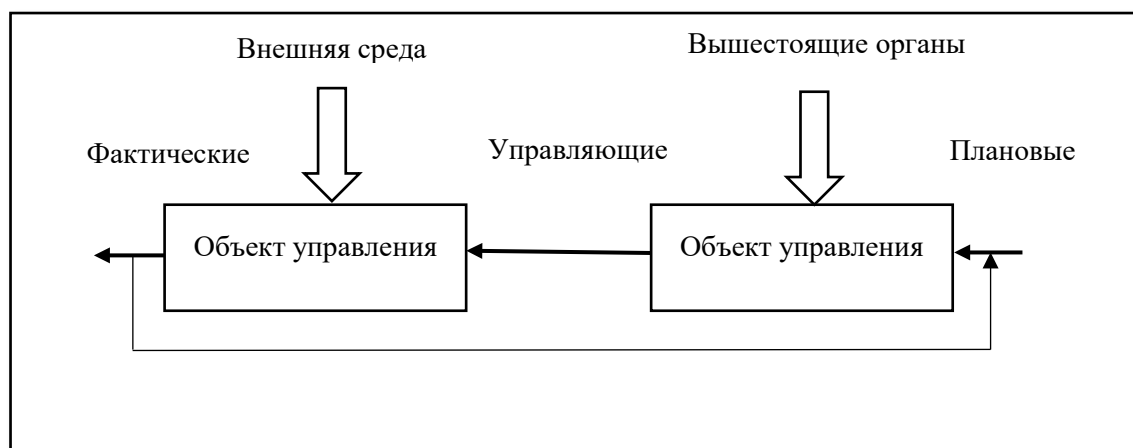 Внешняя среда
Вышестоящие органы
Фактические
Управляющие
Плановые
Объект управления
Объект управления